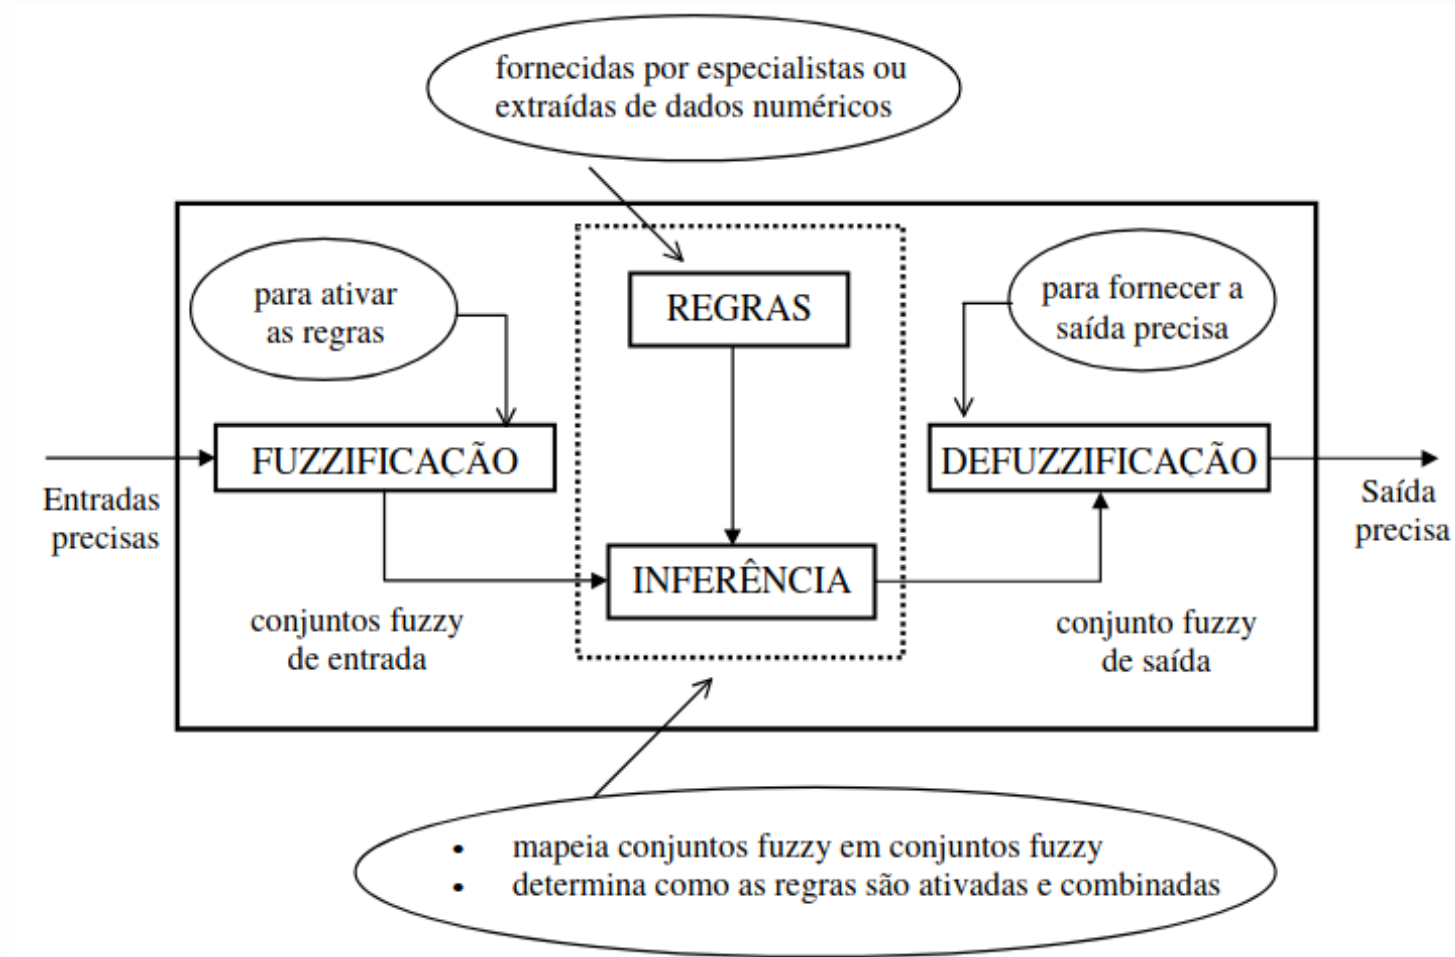 fornecidas por especialistas ou
extraídas de dados numéricos
para ativar
as regras
REGRAS
para fornecer a
saída precisa
FUZZIFICAÇÃO
DEFUZZIFICAÇÃO
Entradas
precisas
Saída
precisa
INFERÊNCIA
conjuntos fuzzy
de entrada
conjunto fuzzy
de saída
• mapeia conjuntos fuzzy em conjuntos fuzzy
• determina como as regras são ativadas e combinadas